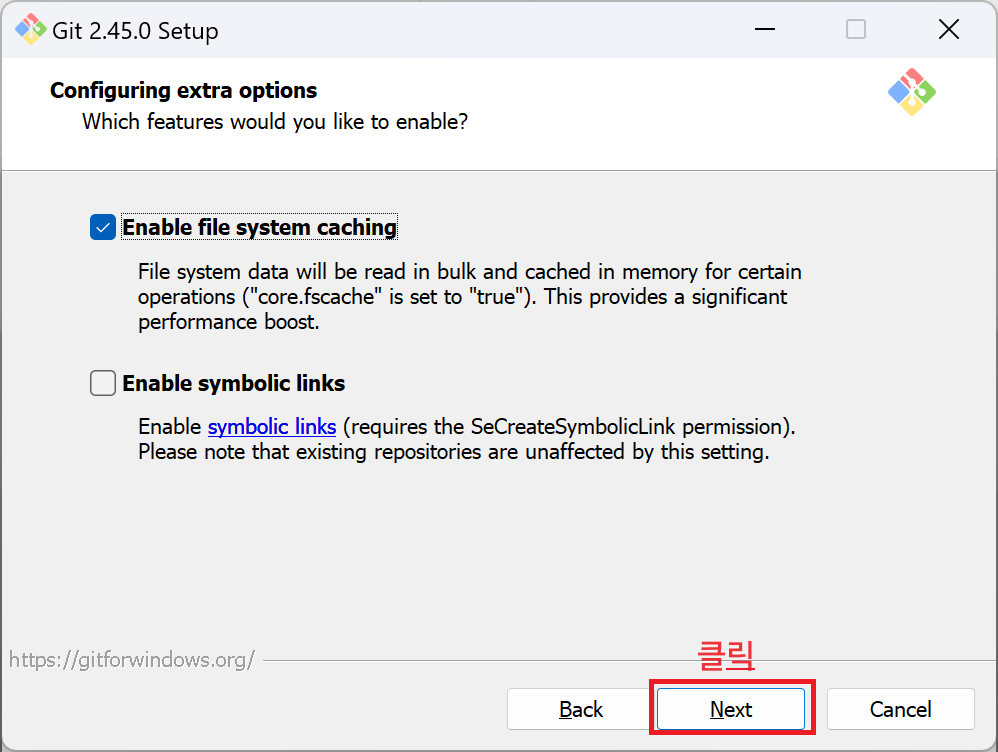 Git 2.45.0 Setup
Configuring extra options
Which features would you like to enable?
Enable file system caching
File system data will be read in bulk and cached in memory for certain
operations ("core.fscache" is set to "true"). This provides a significant
performance boost.
Enable symbolic links
Enable symbolic links (requires the SeCreateSymbolicLink permission).
Please note that existing repositories are unaffected by this setting.
https://gitforwindows.org/
클릭
Back Next Cancel